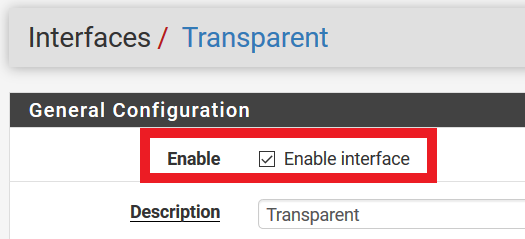 Interfaces / Transparent
General Configuration
Enable Enable interface
Description Transparent